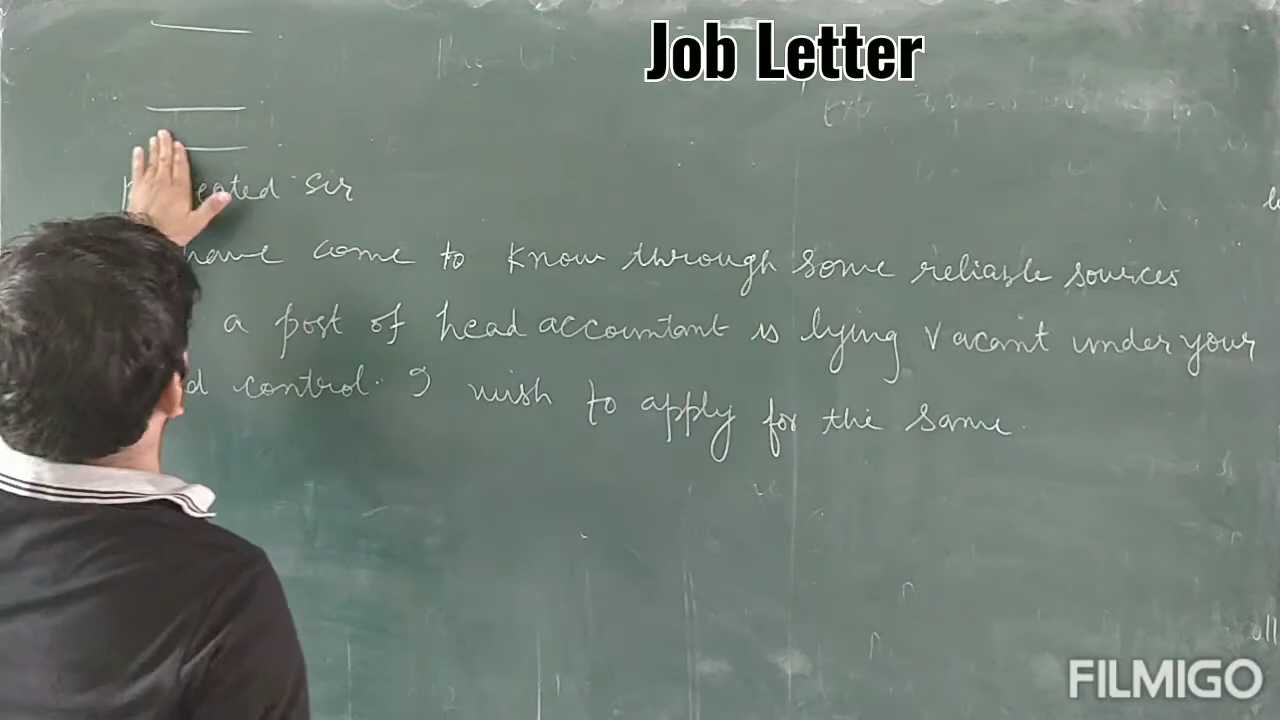 Job Letter
Sir
have come to know through some reliable sources
a post of head accountant is lying vacant under your
control. I wish to apply for the same.
FILMIGO